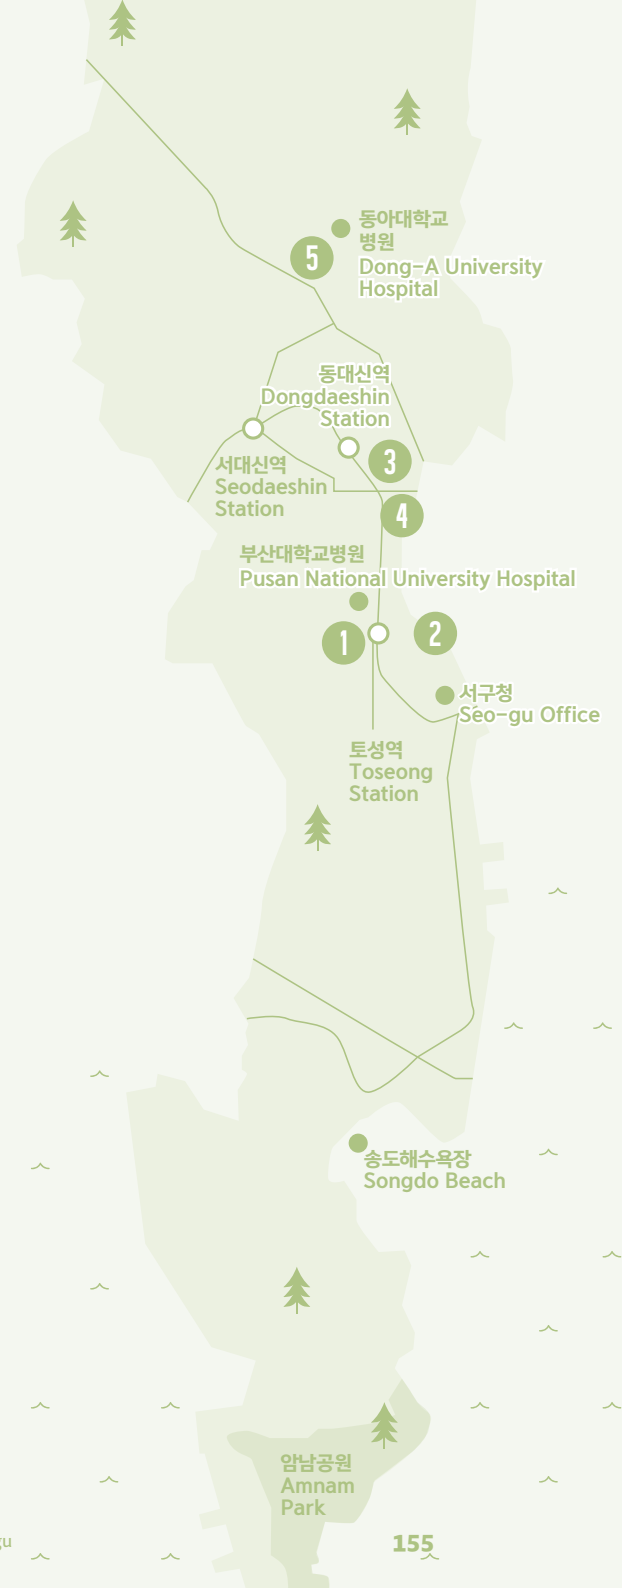 동아대학교
병원
Dong-A University
Hospital
5
동대신역
Dongdaeshin
Station
3
서대신역
Seodaeshin
Station
4
부산대학교병원
Pusan National University Hospital
1
2
서구청
Seo-gu Office
토성역
Toseong
Station
송도해수욕장
Songdo Beach
암남공원
Amnam
Park
155